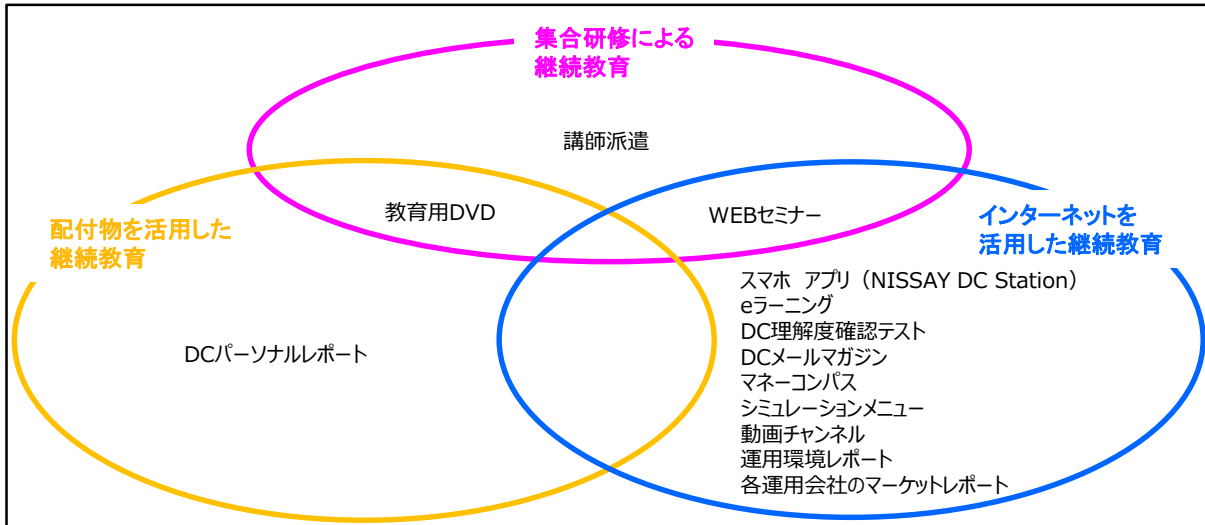 集合研修による
継続教育
講師派遣
教育用DVD
WEBセミナー
配付物を活用した
継続教育
インターネットを
活用した継続教育
スマホ アプリ（NISSAY DC Station）
eラーニング
DC理解度確認テスト
DCメールマガジン
マネーコンパス
シミュレーションメニュー
動画チャンネル
運用環境レポート
各運用会社のマーケットレポート
DCパーソナルレポート